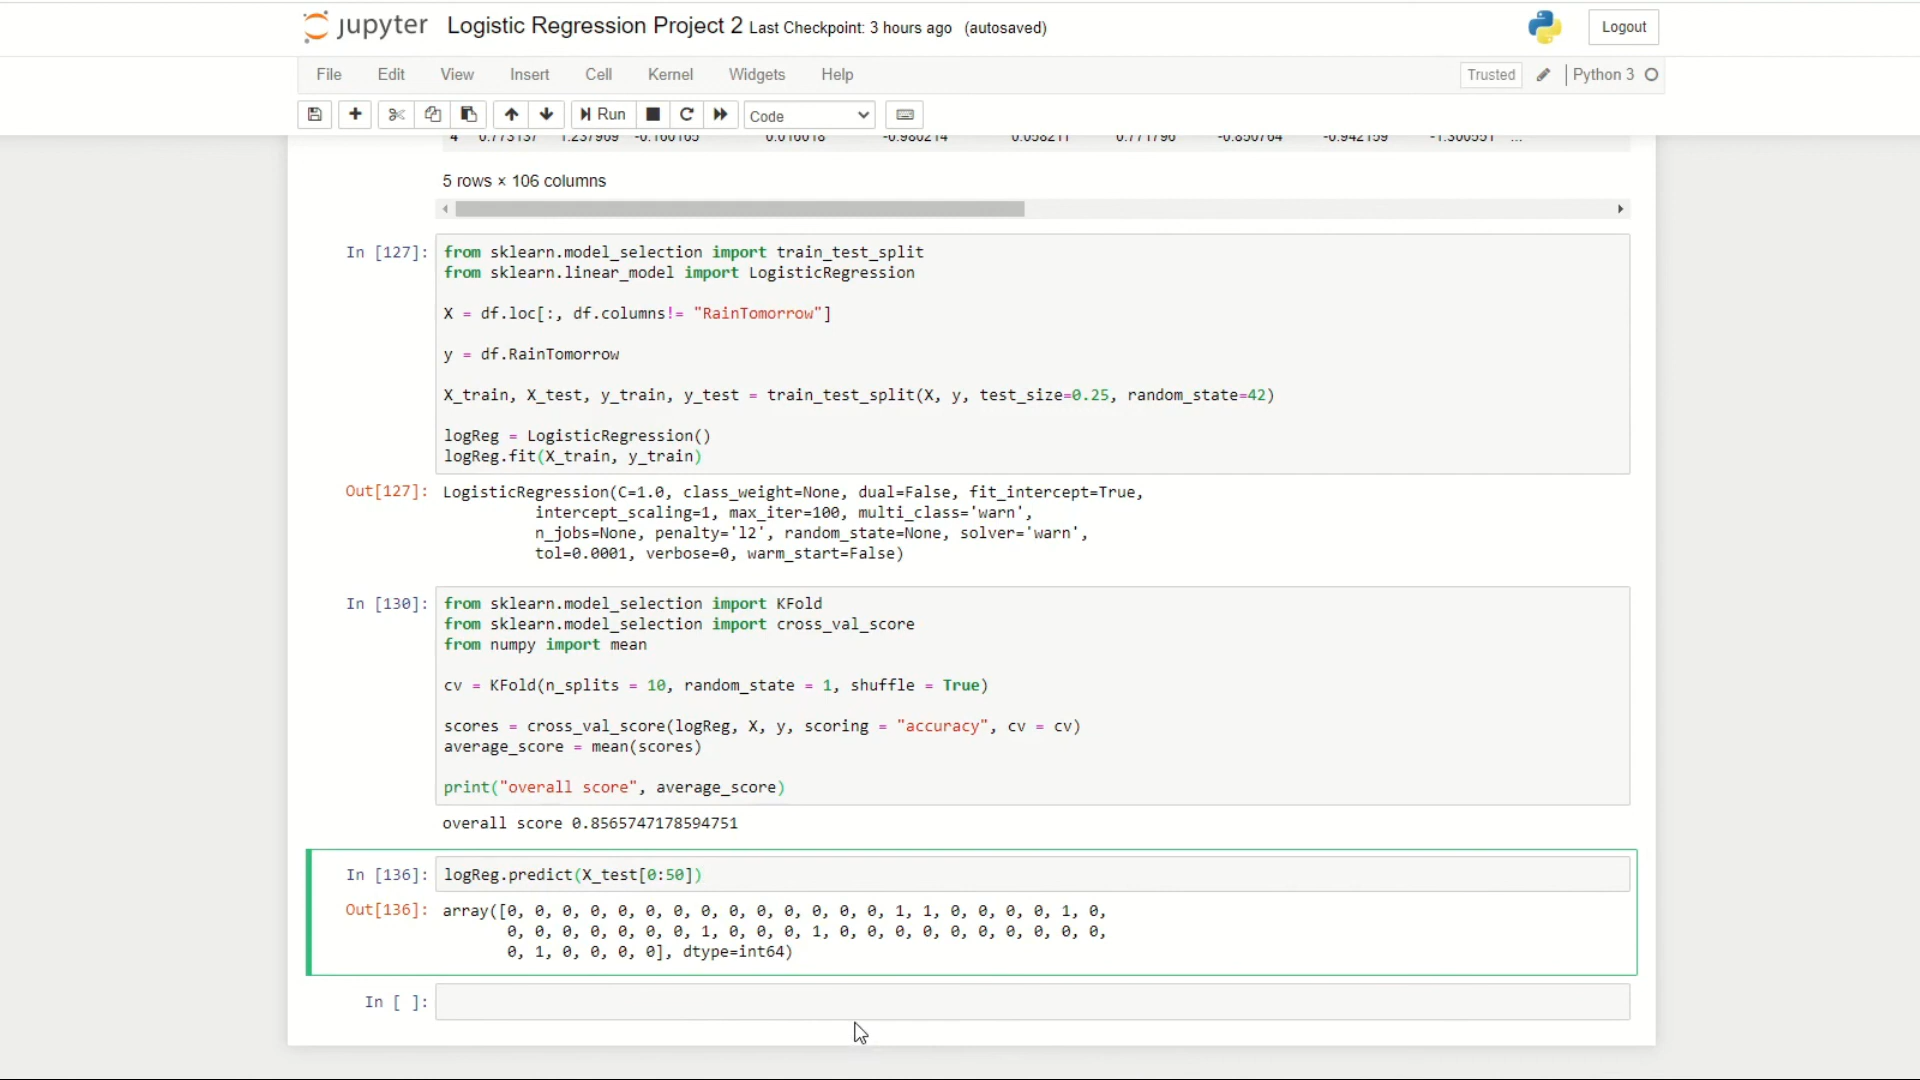 jupyter Logistic Regression Project 2 Last Checkpoint: 3 hours ago (autosaved) Logout
File Edit View Insert Cell Kernel Widgets Help Trusted Python 3
Run Code
4 0.773137 1.237969 -0.160165 0.016018 -0.980214 0.058211 0.771796 -0.850764 -0.942159 -1.300551 ...
5 rows × 106 columns
In [127]: from sklearn.model_selection import train_test_split
from sklearn.linear_model import LogisticRegression
X = df.loc[:, df.columns!= "RainTomorrow"]
y = df.RainTomorrow
X_train, X_test, y_train, y_test = train_test_split(X, y, test_size=0.25, random_state=42)
logReg = LogisticRegression()
logReg.fit(X_train, y_train)
Out[127]: LogisticRegression(C=1.0, class_weight=None, dual=False, fit_intercept=True,
intercept_scaling=1, max_iter=100, multi_class='warn',
n_jobs=None, penalty='l2', random_state=None, solver='warn',
tol=0.0001, verbose=0, warm_start=False)
In [130]: from sklearn.model_selection import KFold
from sklearn.model_selection import cross_val_score
from numpy import mean
cv = KFold(n_splits = 10, random_state = 1, shuffle = True)
scores = cross_val_score(logReg, X, y, scoring = "accuracy", cv = cv)
average_score = mean(scores)
print("overall score", average_score)
overall score 0.8565747178594751
In [136]: logReg.predict(X_test[0:50])
Out[136]: array([0, 0, 0, 0, 0, 0, 0, 0, 0, 0, 0, 0, 0, 0, 1, 1, 0, 0, 0, 0, 1, 0,
0, 0, 0, 0, 0, 0, 0, 1, 0, 0, 0, 1, 0, 0, 0, 0, 0, 0, 0, 0, 0, 0,
0, 1, 0, 0, 0, 0], dtype=int64)
In [ ]: